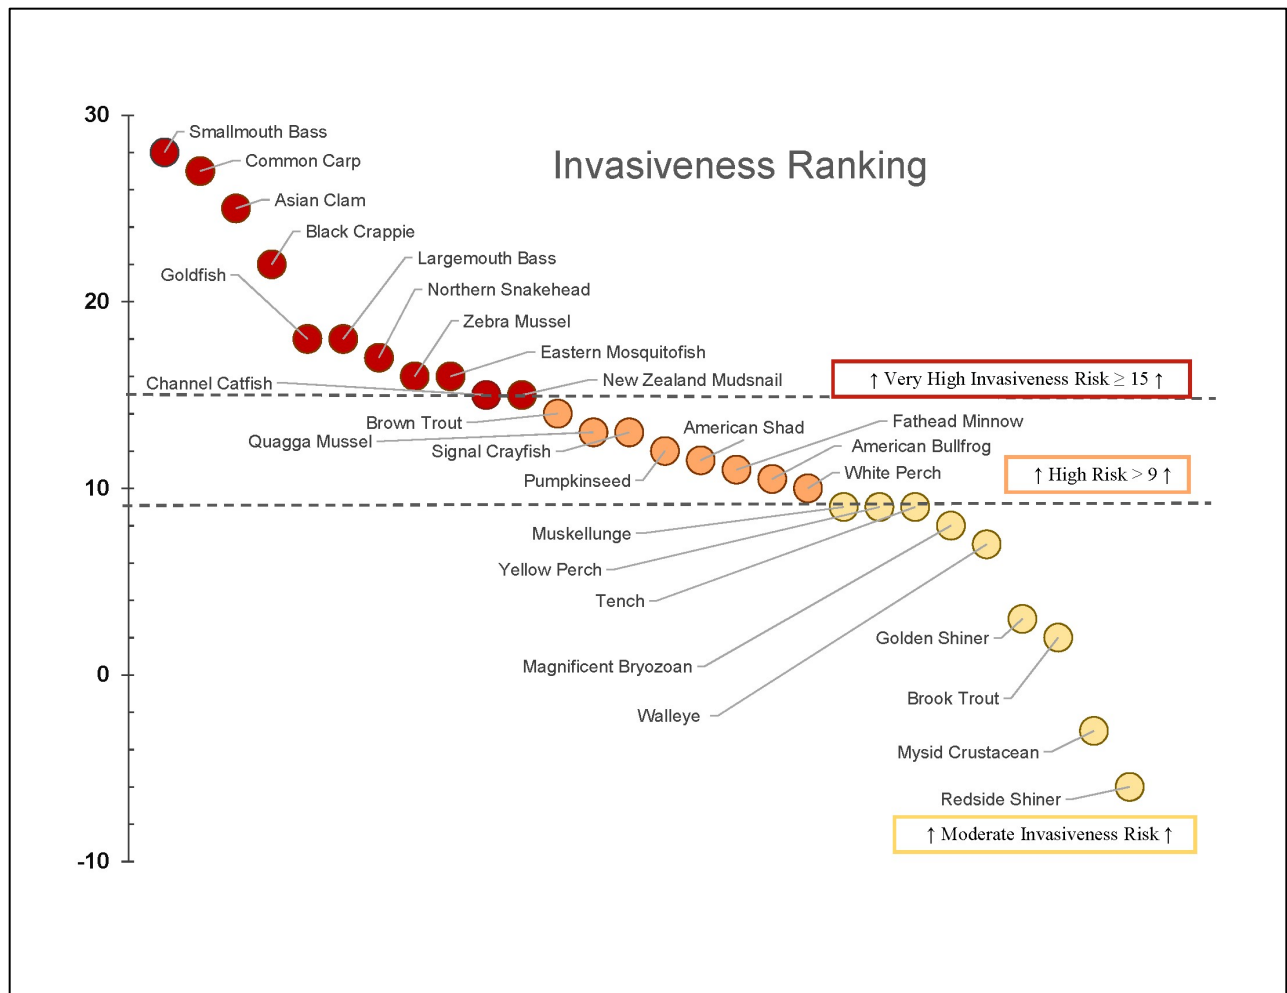 30
Smallmouth Bass
Invasiveness Ranking
Common Carp
Asian Clam
Black Crappie
Largemouth Bass
Goldfish
Northern Snakehead
20
Zebra Mussel
Eastern Mosquitofish
Channel Catfish
New Zealand Mudsnail
↑ Very High Invasiveness Risk ≥ 15 ↑
Brown Trout
Fathead Minnow
American Shad
Quagga Mussel
Signal Crayfish
American Bullfrog
Pumpkinseed
White Perch
↑ High Risk > 9 ↑
10
Muskellunge
Yellow Perch
Tench
Golden Shiner
Magnificent Bryozoan
0
Brook Trout
Walleye
Mysid Crustacean
Redside Shiner
↑ Moderate Invasiveness Risk ↑
-10